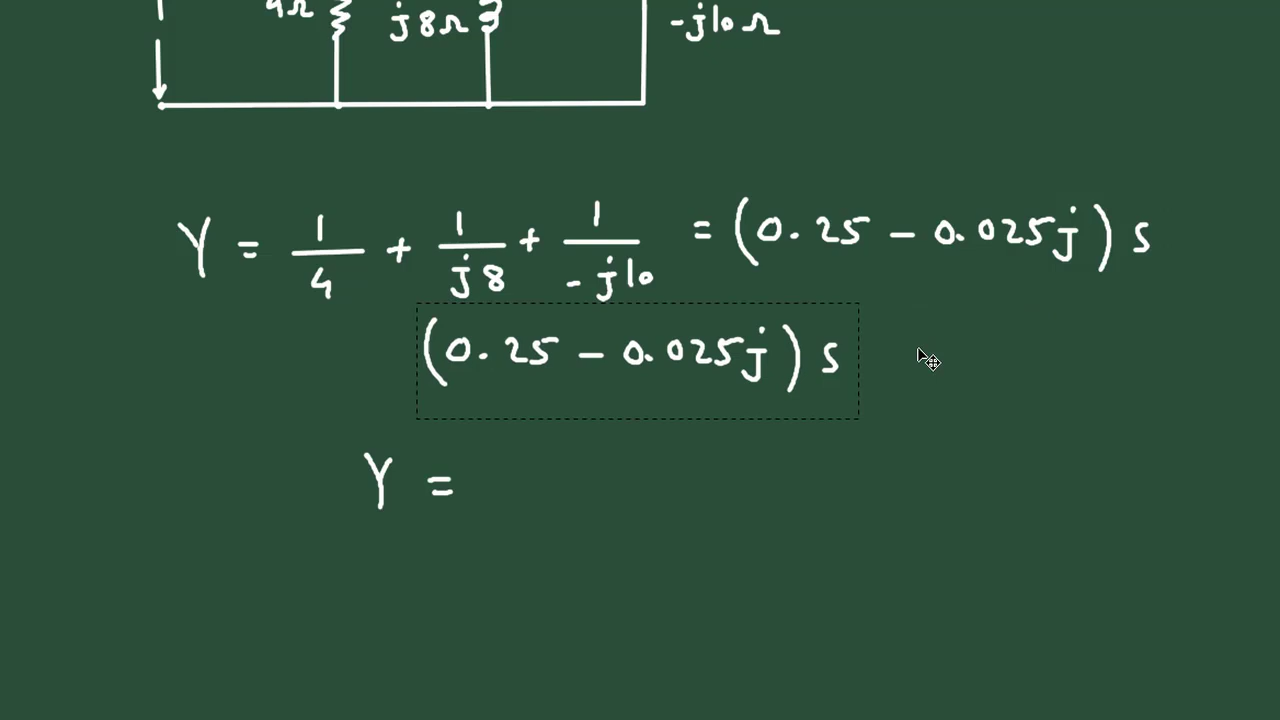 4Ω j8Ω -j10Ω
Y = 1/4 + 1/j8 + 1/-j10 = (0.25 - 0.025j) s
(0.25 - 0.025j) s
Y =